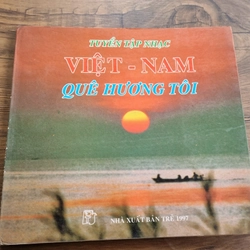 TUYỂN TẬP NHẠC
VIỆT - NAM
QUÊ HƯƠNG TÔI
NHÀ XUẤT BẢN TRẺ 1997